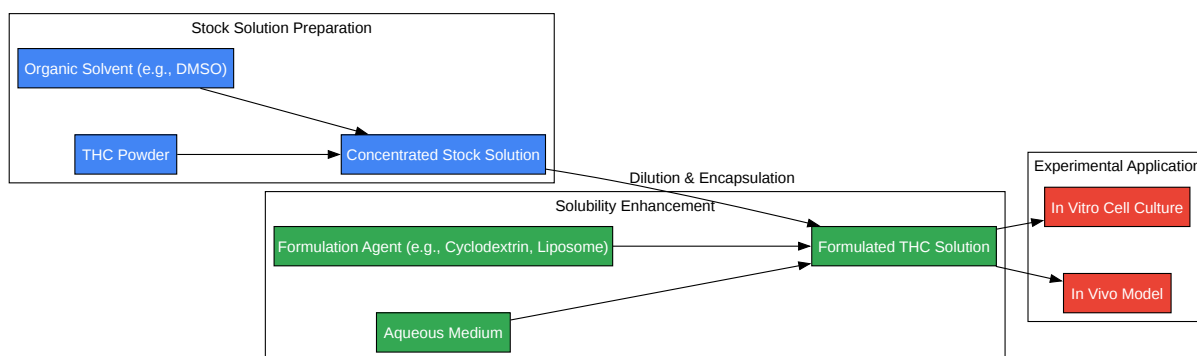 Stock Solution Preparation
Organic Solvent (e.g., DMSO)
THC Powder
Concentrated Stock Solution
Dilution & Encapsulation
Solubility Enhancement
Formulation Agent (e.g., Cyclodextrin, Liposome)
Formulated THC Solution
Aqueous Medium
Experimental Application
In Vitro Cell Culture
In Vivo Model